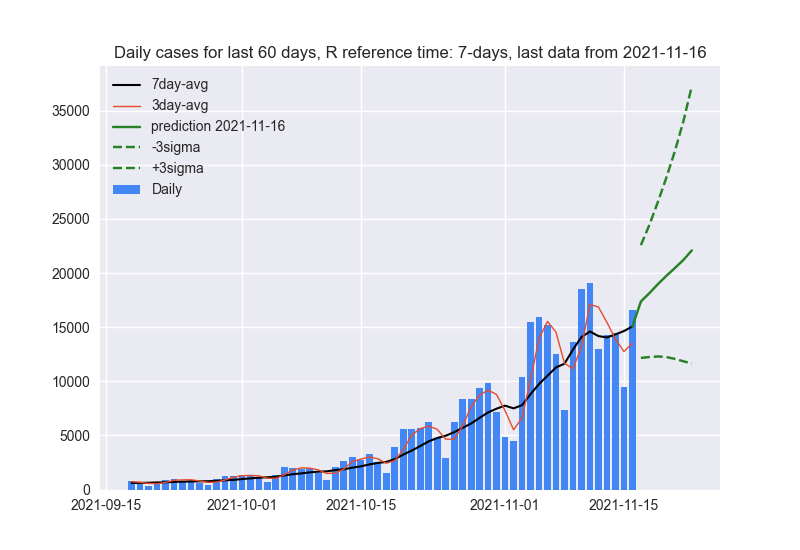 Daily cases for last 60 days, R reference time: 7-days, last data from 2021-11-16
7day-avg
3day-avg
prediction 2021-11-16
-3sigma
+3sigma
Daily
35000
30000
25000
20000
15000
10000
5000
0
2021-09-15
2021-10-01
2021-10-15
2021-11-01
2021-11-15